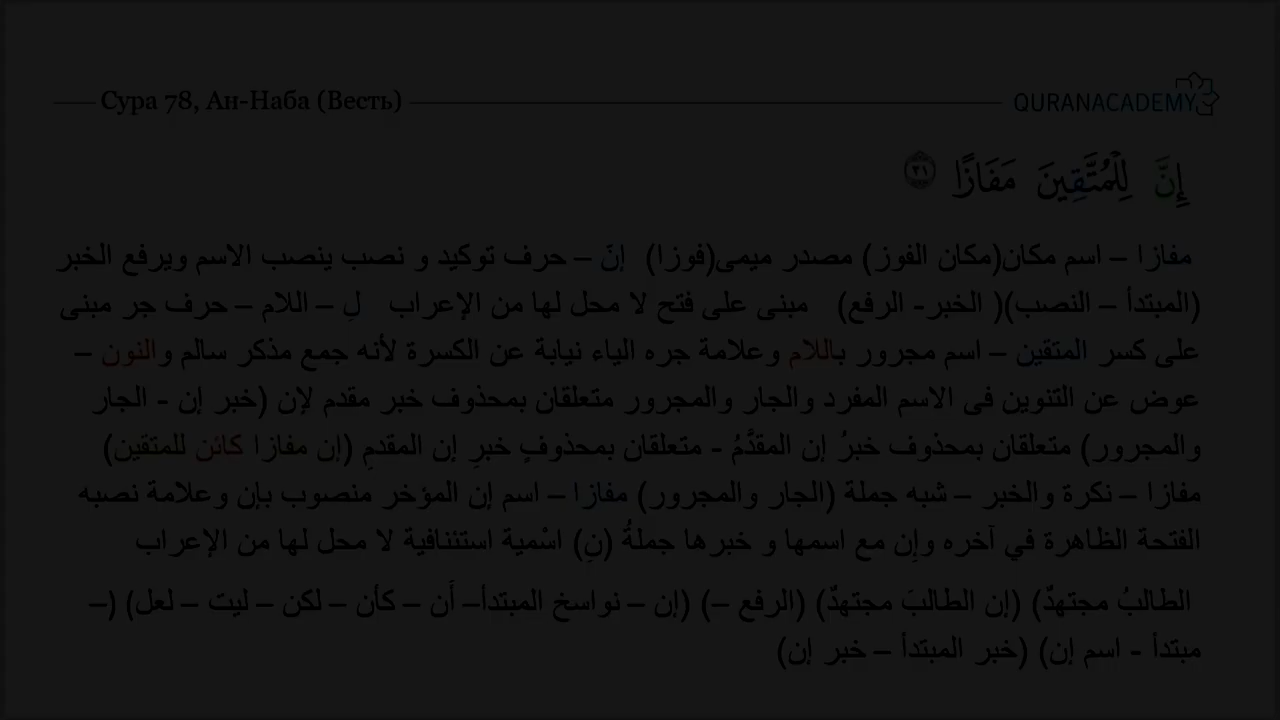 Сура 78, Ан-Наба (Весть)
QURANACADEMY
إِنَّ لِلْمُتَّقِينَ مَفَازًا ٣١
مفازا – اسم مكان(مكان الفوز) مصدر ميمى(فوزا) إنّ – حرف توكيد و نصب ينصب الاسم ويرفع الخبر
(المبتدأ – النصب)( الخبر- الرفع) مبنى على فتح لا محل لها من الإعراب لِ – اللام – حرف جر مبنى
على كسر المتقين – اسم مجرور باللام وعلامة جره الياء نيابة عن الكسرة لأنه جمع مذكر سالم والنون –
عوض عن التنوين فى الاسم المفرد والجار والمجرور متعلقان بمحذوف خبر مقدم لإن (خبر إن - الجار
والمجرور) متعلقان بمحذوف خبرُ إن المقدَّمُ - متعلقان بمحذوفٍ خبرِ إن المقدمِ (إن مفازا كائن للمتقين)
مفازا – نكرة والخبر – شبه جملة (الجار والمجرور) مفازا – اسم إن المؤخر منصوب بإن وعلامة نصبه
الفتحة الظاهرة في آخره وإن مع اسمها و خبرها جملةُ (نِ) اسْمية استئنافية لا محل لها من الإعراب
الطالبُ مجتهدٌ) (إن الطالبَ مجتهدٌ) (الرفع –) (إن – نواسخ المبتدأ– أَن – كأن – لكن – ليت – لعل) (–
مبتدأ - اسم إن) (خبر المبتدأ – خبر إن)